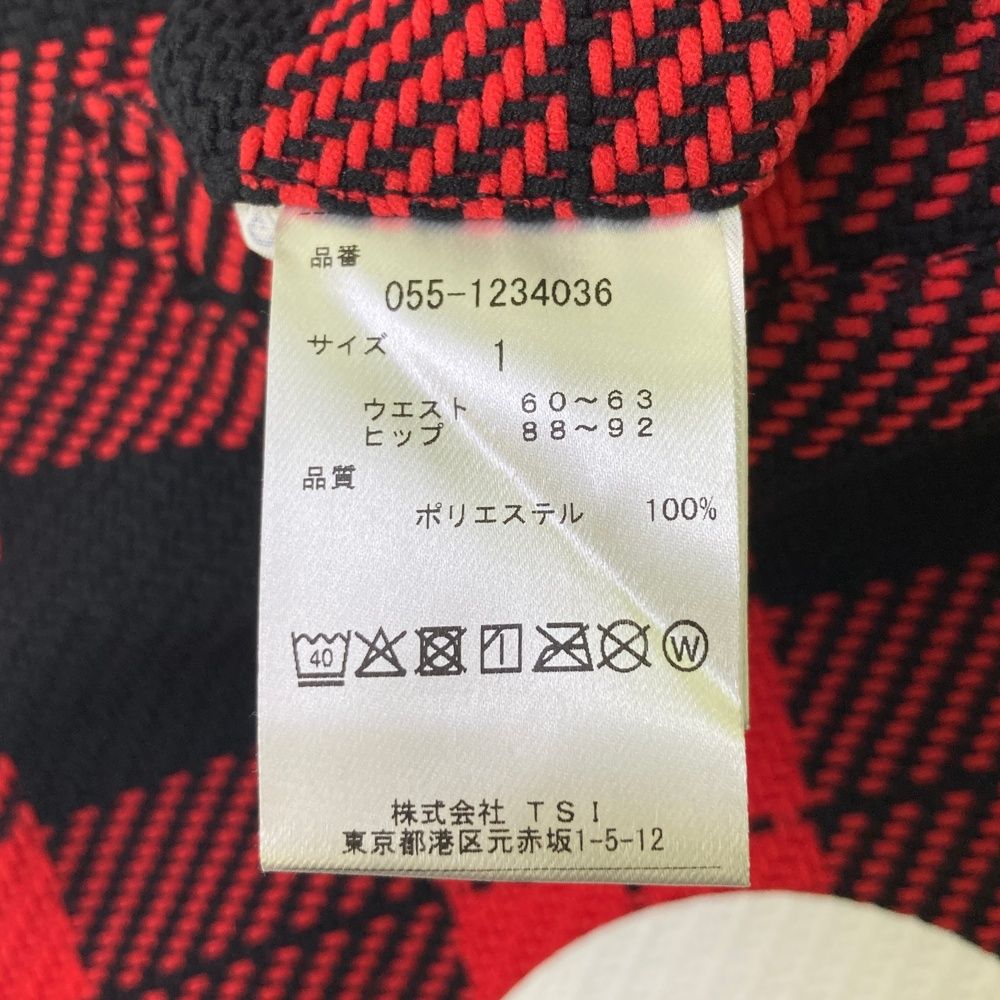 品番
055-1234036
サイズ 1
ウエスト 60～63
ヒップ 88～92
品質
ポリエステル 100%
40 W
株式会社 TSI
東京都港区元赤坂1-5-12